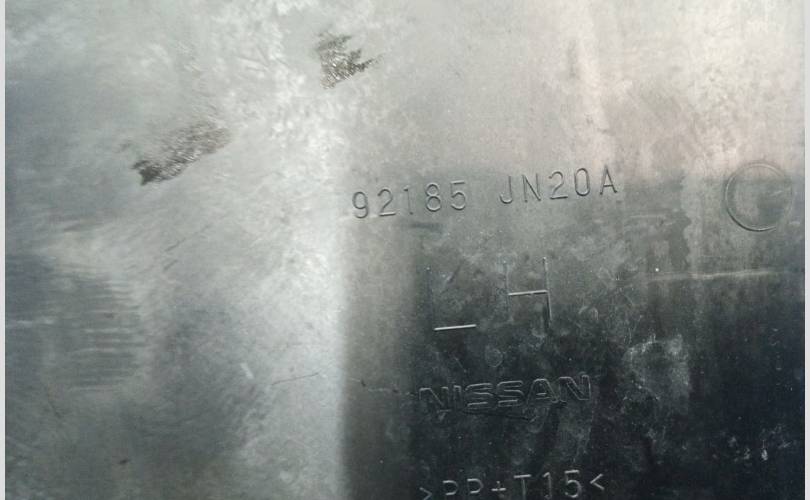 92185 JN20A
LH
NISSAN
>PP+T15<